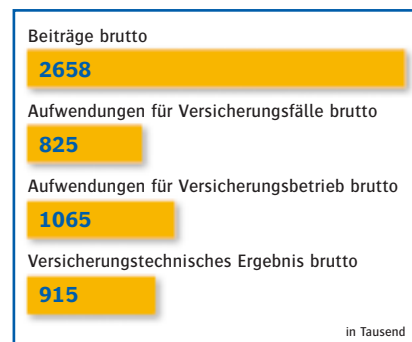 Beiträge brutto
2658
Aufwendungen für Versicherungsfälle brutto
825
Aufwendungen für Versicherungsbetrieb brutto
1065
Versicherungstechnisches Ergebnis brutto
915
in Tausend